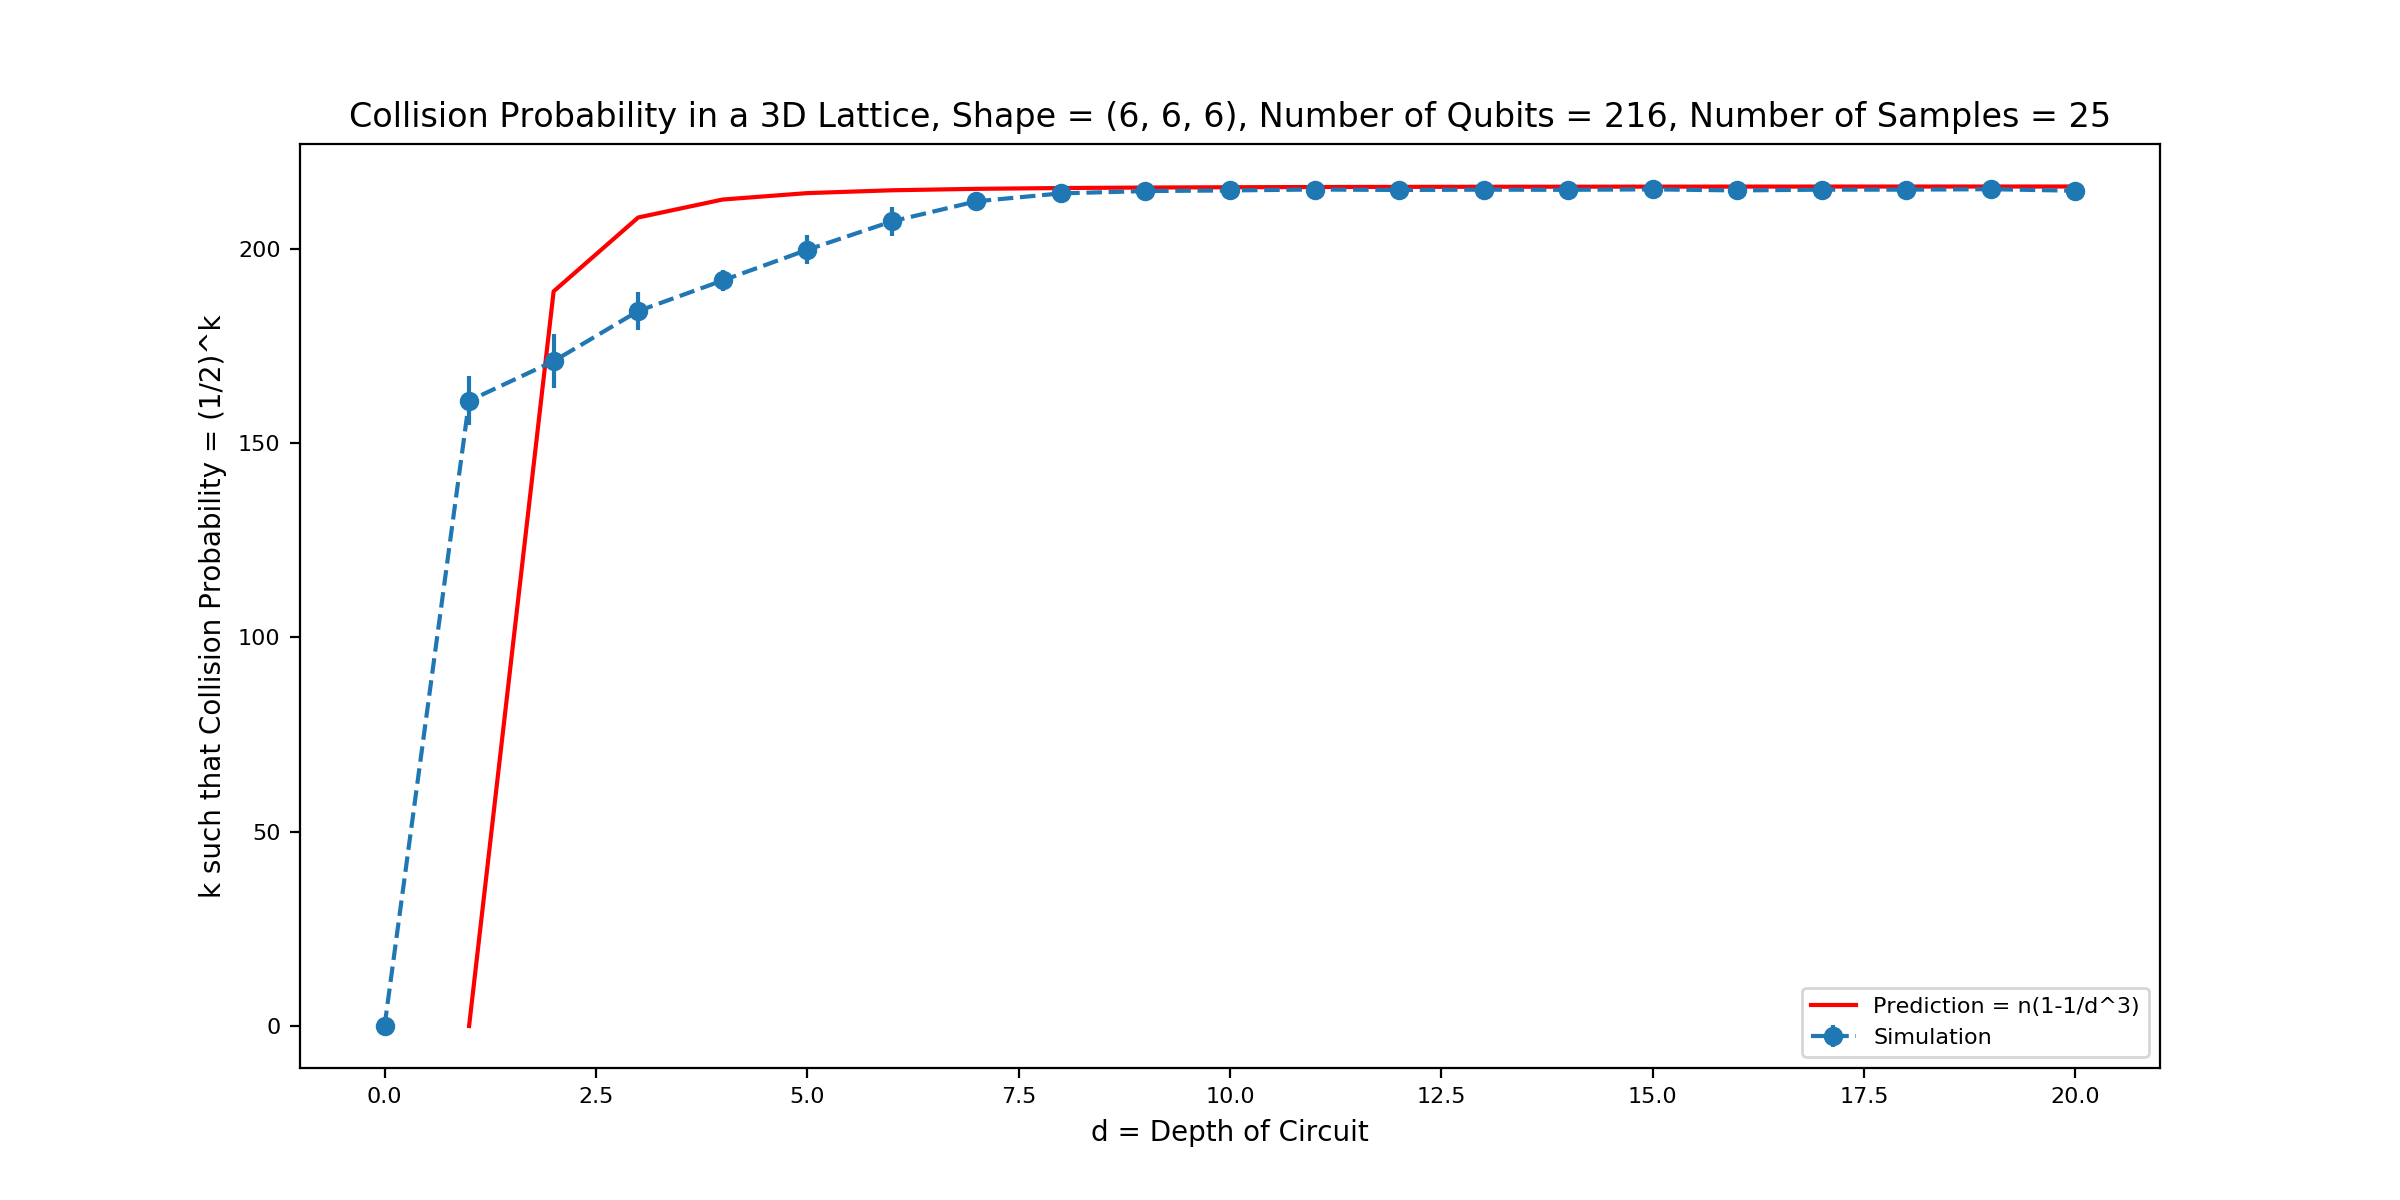 Collision Probability in a 3D Lattice, Shape = (6, 6, 6), Number of Qubits = 216, Number of Samples = 25
k such that Collision Probability = (1/2)^k
200
150
100
50
0
Prediction = n(1-1/d^3)
Simulation
0.0 2.5 5.0 7.5 10.0 12.5 15.0 17.5 20.0
d = Depth of Circuit